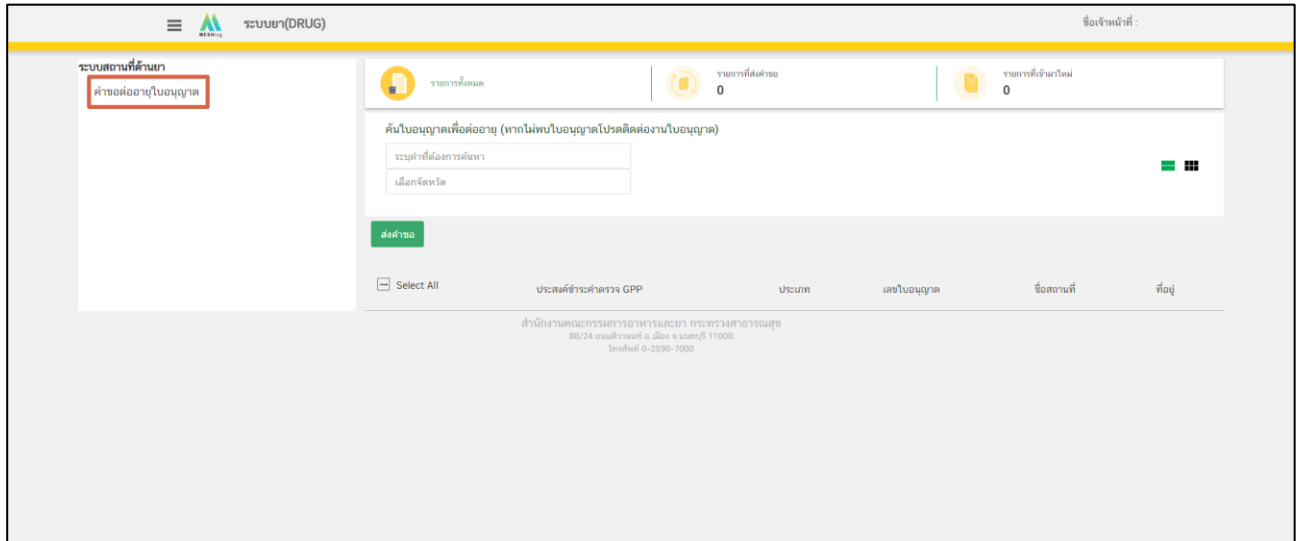 MESHlog
ระบบยา(DRUG)
ชื่อเจ้าหน้าที่ :
ระบบสถานที่ด้านยา
คำขอต่ออายุใบอนุญาต
รายการทั้งหมด
รายการที่ส่งคำขอ
0
รายการที่เข้ามาใหม่
0
ค้นใบอนุญาตเพื่อต่ออายุ (หากไม่พบใบอนุญาตโปรดติดต่องานใบอนุญาต)
ระบุคำที่ต้องการค้นหา
เลือกจังหวัด
ส่งคำขอ
Select All
ประสงค์ชำระค่าตรวจ GPP
ประเภท
เลขใบอนุญาต
ชื่อสถานที่
ที่อยู่
สำนักงานคณะกรรมการอาหารและยา กระทรวงสาธารณสุข
88/24 ถนนติวานนท์ อ.เมือง จ.นนทบุรี 11000
โทรศัพท์ 0-2590-7000